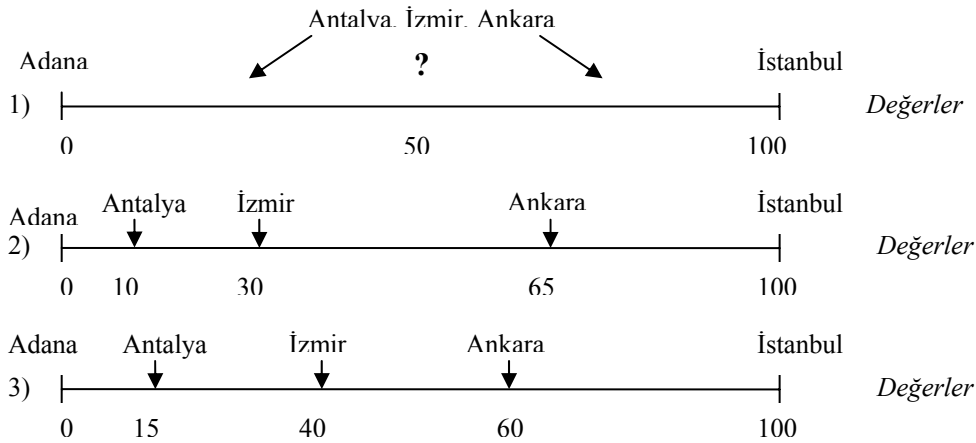 Antalya, İzmir, Ankara
Adana ? İstanbul
1) Değerler
0 50 100
Adana Antalya İzmir Ankara İstanbul
2) Değerler
0 10 30 65 100
Adana Antalya İzmir Ankara İstanbul
3) Değerler
0 15 40 60 100